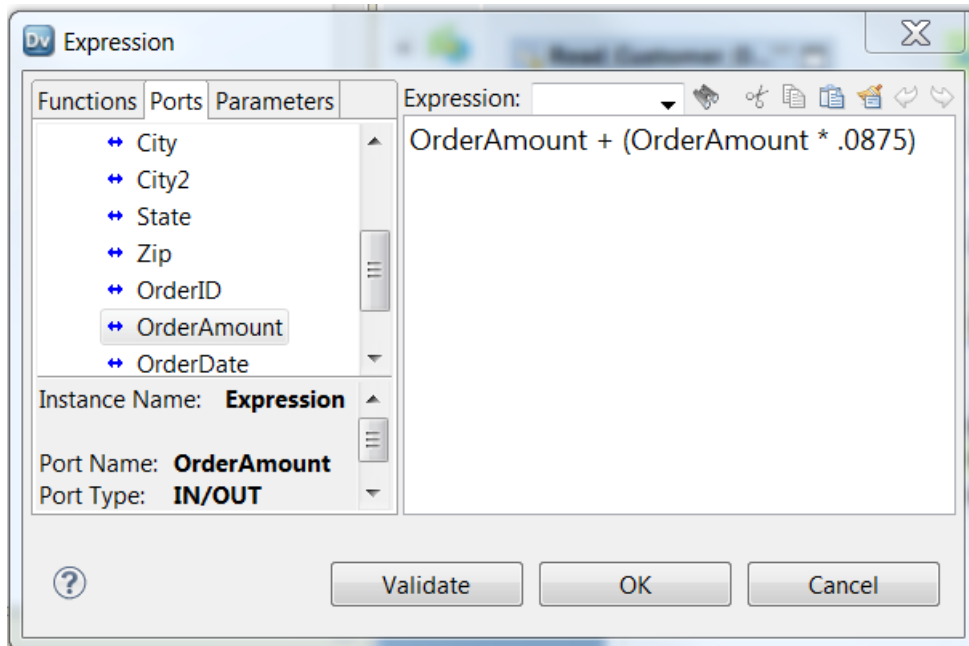 Dv Expression
Functions Ports Parameters
City
City2
State
Zip
OrderID
OrderAmount
OrderDate
Instance Name: Expression
Port Name: OrderAmount
Port Type: IN/OUT
Expression:
OrderAmount + (OrderAmount * .0875)
?
Validate OK Cancel